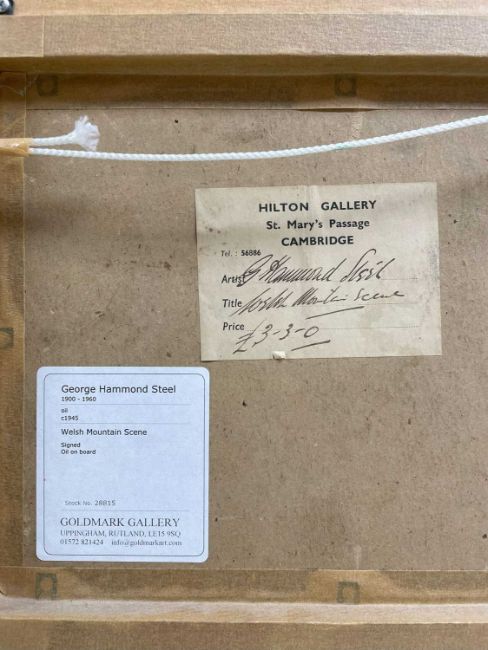 HILTON GALLERY
St. Mary's Passage
CAMBRIDGE
Tel. : 56886
Artist G Hammond Steel
Title Welsh Mountain Scene
Price £3-3-0
George Hammond Steel
1900 - 1960
oil
c1945
Welsh Mountain Scene
Signed
Oil on board
Stock No. 28815
GOLDMARK GALLERY
UPPINGHAM, RUTLAND, LE15 9SQ
01572 821424 info@goldmarkart.com